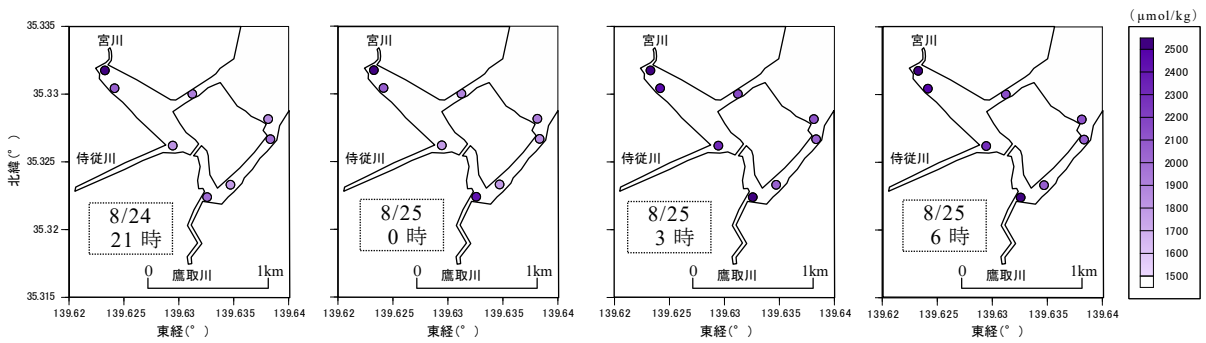 (μmol/kg)
35.335
35.33
35.325
35.32
35.315
北緯(°)
宮川
侍従川
8/24
21 時
0
1km
鷹取川
139.62
139.625
139.63
139.635
139.64
東経(°)
宮川
侍従川
8/25
0 時
0
1km
鷹取川
139.62
139.625
139.63
139.635
139.64
東経(°)
宮川
侍従川
8/25
3 時
0
1km
鷹取川
139.62
139.625
139.63
139.635
139.64
東経(°)
宮川
侍従川
8/25
6 時
0
1km
鷹取川
139.62
139.625
139.63
139.635
139.64
東経(°)
2500
2400
2300
2200
2100
2000
1900
1800
1700
1600
1500